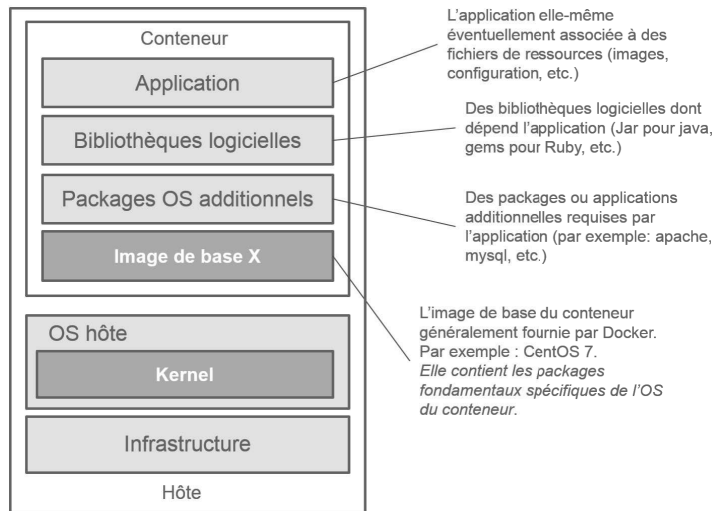 Conteneur
Application
Bibliothèques logicielles
Packages OS additionnels
Image de base X
OS hôte
Kernel
Infrastructure
Hôte
L'application elle-même
éventuellement associée à des
fichiers de ressources (images,
configuration, etc.)
Des bibliothèques logicielles dont
dépend l'application (Jar pour java,
gems pour Ruby, etc.)
Des packages ou applications
additionnelles requises par
l'application (par exemple: apache,
mysql, etc.)
L'image de base du conteneur
généralement fournie par Docker.
Par exemple : CentOS 7.
Elle contient les packages
fondamentaux spécifiques de l'OS
du conteneur.